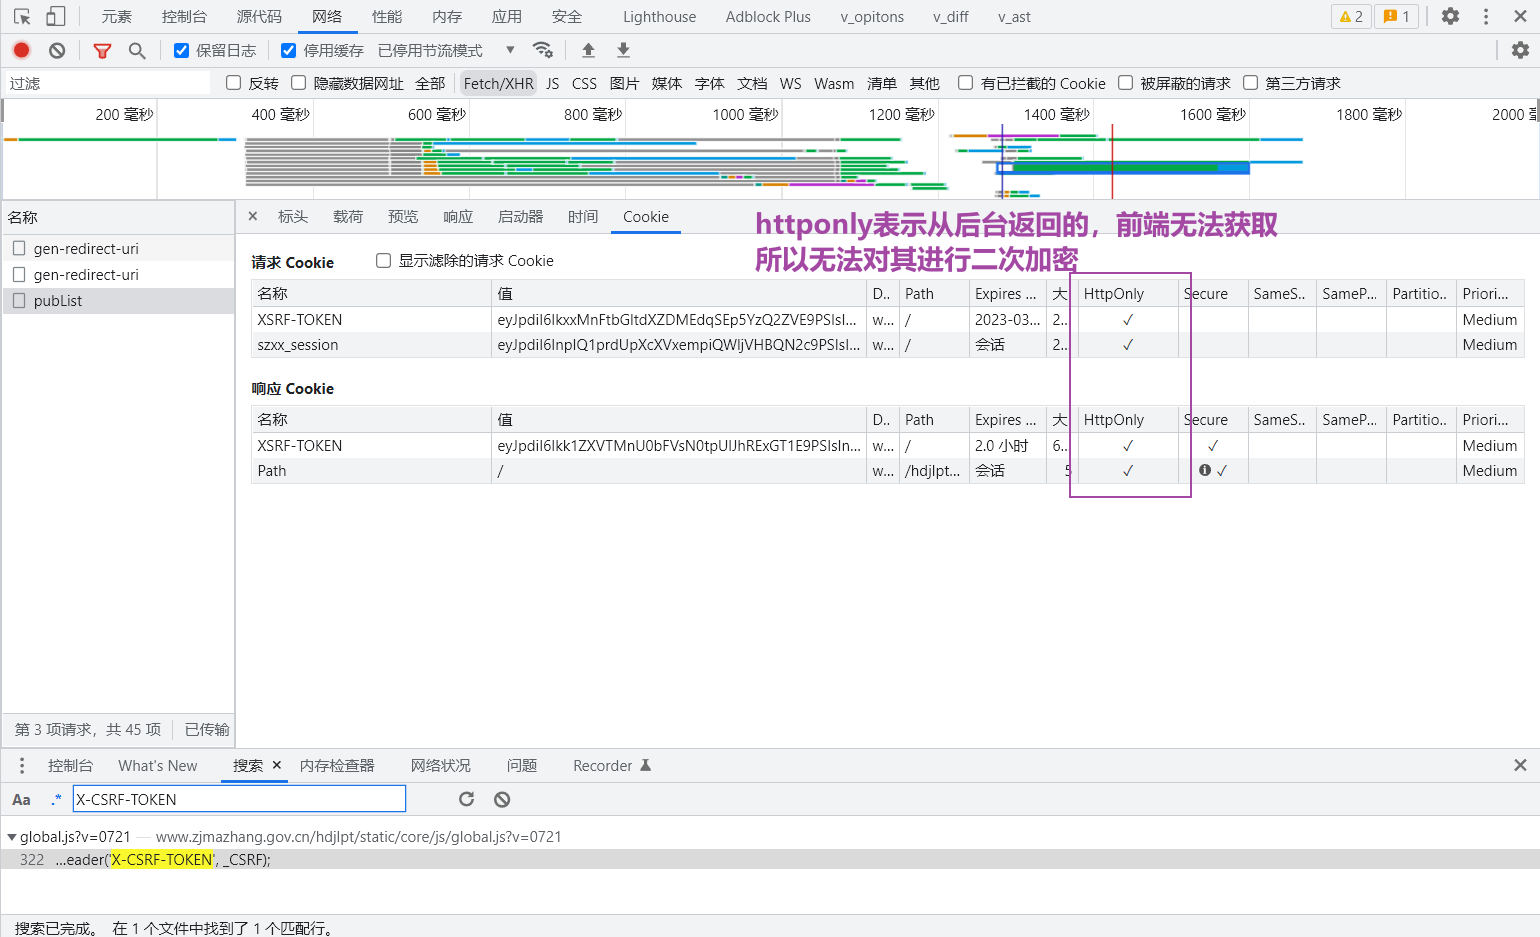 元素 控制台 源代码 网络 性能 内存 应用 安全 Lighthouse Adblock Plus v_opitons v_diff v_ast 2 1
保留日志 停用缓存 已停用节流模式
过滤 反转 隐藏数据网址 全部 Fetch/XHR JS CSS 图片 媒体 字体 文档 WS Wasm 清单 其他 有已拦截的 Cookie 被屏蔽的请求 第三方请求
200 毫秒 400 毫秒 600 毫秒 800 毫秒 1000 毫秒 1200 毫秒 1400 毫秒 1600 毫秒 1800 毫秒 2000
名称
gen-redirect-uri
gen-redirect-uri
pubList
第 3 项请求，共 45 项 已传输
× 标头 载荷 预览 响应 启动器 时间 Cookie
httponly表示从后台返回的，前端无法获取
所以无法对其进行二次加密
请求 Cookie 显示滤除的请求 Cookie
名称 值 D.. Path Expires ... 大 HttpOnly Secure SameS.. SameP... Partitio.. Priori...
XSRF-TOKEN w... / 2023-03... 2.. ✓ Medium
szxx_session w... / 会话 2.. ✓ Medium
响应 Cookie
名称 值 D.. Path Expires ... 大 HttpOnly Secure SameS.. SameP... Partitio.. Priori...
XSRF-TOKEN w... / 2.0 小时 6.. ✓ ✓ Medium
Path / w... /hdjlpt... 会话 5 ✓ ✓ Medium
控制台 What's New 搜索 × 内存检查器 网络状况 问题 Recorder
Aa .* X-CSRF-TOKEN
global.js?v=0721 — www.zjmazhang.gov.cn/hdjlpt/static/core/js/global.js?v=0721
322 ...eader('X-CSRF-TOKEN', _CSRF);
搜索已完成。 在 1 个文件中找到了 1 个匹配行。